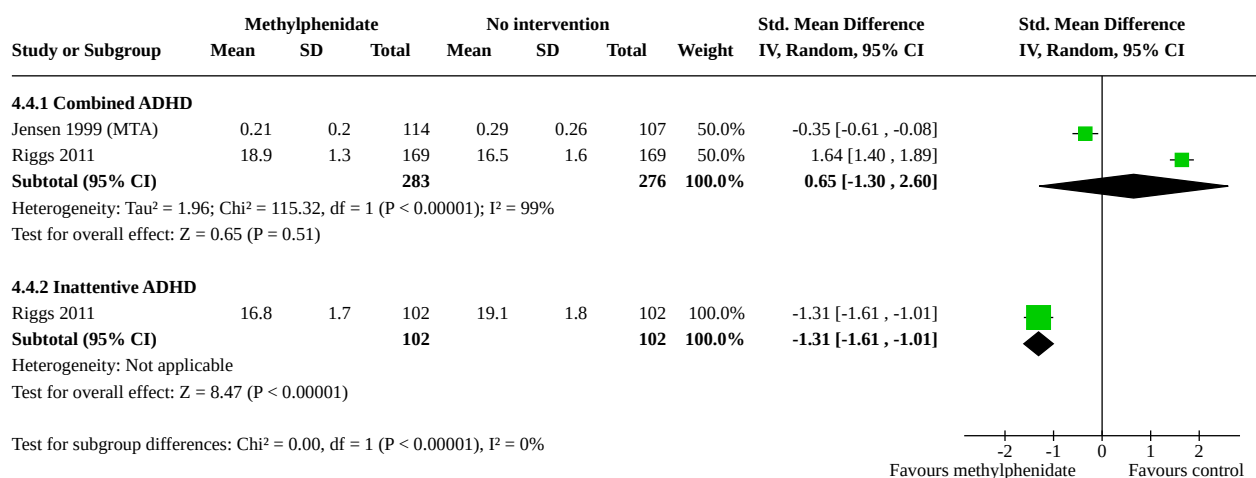 Methylphenidate No intervention Std. Mean Difference Std. Mean Difference
Study or Subgroup Mean SD Total Mean SD Total Weight IV, Random, 95% CI IV, Random, 95% CI
4.4.1 Combined ADHD
Jensen 1999 (MTA) 0.21 0.2 114 0.29 0.26 107 50.0% -0.35 [-0.61 , -0.08]
Riggs 2011 18.9 1.3 169 16.5 1.6 169 50.0% 1.64 [1.40 , 1.89]
Subtotal (95% CI) 283 276 100.0% 0.65 [-1.30 , 2.60]
Heterogeneity: Tau² = 1.96; Chi² = 115.32, df = 1 (P < 0.00001); I² = 99%
Test for overall effect: Z = 0.65 (P = 0.51)
4.4.2 Inattentive ADHD
Riggs 2011 16.8 1.7 102 19.1 1.8 102 100.0% -1.31 [-1.61 , -1.01]
Subtotal (95% CI) 102 102 100.0% -1.31 [-1.61 , -1.01]
Heterogeneity: Not applicable
Test for overall effect: Z = 8.47 (P < 0.00001)
Test for subgroup differences: Chi² = 0.00, df = 1 (P < 0.00001), I² = 0%
-2 -1 0 1 2
Favours methylphenidate Favours control